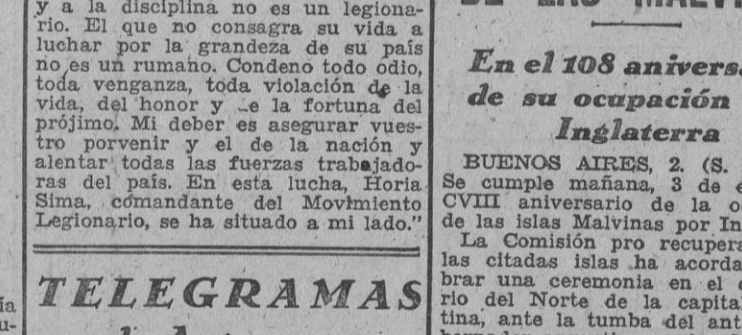 y a la disciplina no es un legiona-
rio. El que no consagra su vida a
luchar por la grandeza de su país
no es un rumano. Condeno todo odio,
toda venganza, toda violación de la
vida, del honor y de la fortuna del
prójimo. Mi deber es asegurar vues-
tro porvenir y el de la nación y
alentar todas las fuerzas trabajado-
ras del país. En esta lucha, Horia
Sima, comandante del Movimiento
Legionario, se ha situado a mi lado."
TELEGRAMAS
En el 108 anivers
de su ocupación
Inglaterra
BUENOS AIRES, 2. (S.
Se cumple mañana, 3 de e
CVIII aniversario de la o
de las islas Malvinas por In
La Comisión pro recupera
las citadas islas ha acorda
brar una ceremonia en el c
rio del Norte de la capita
tina, ante la tumba del ant